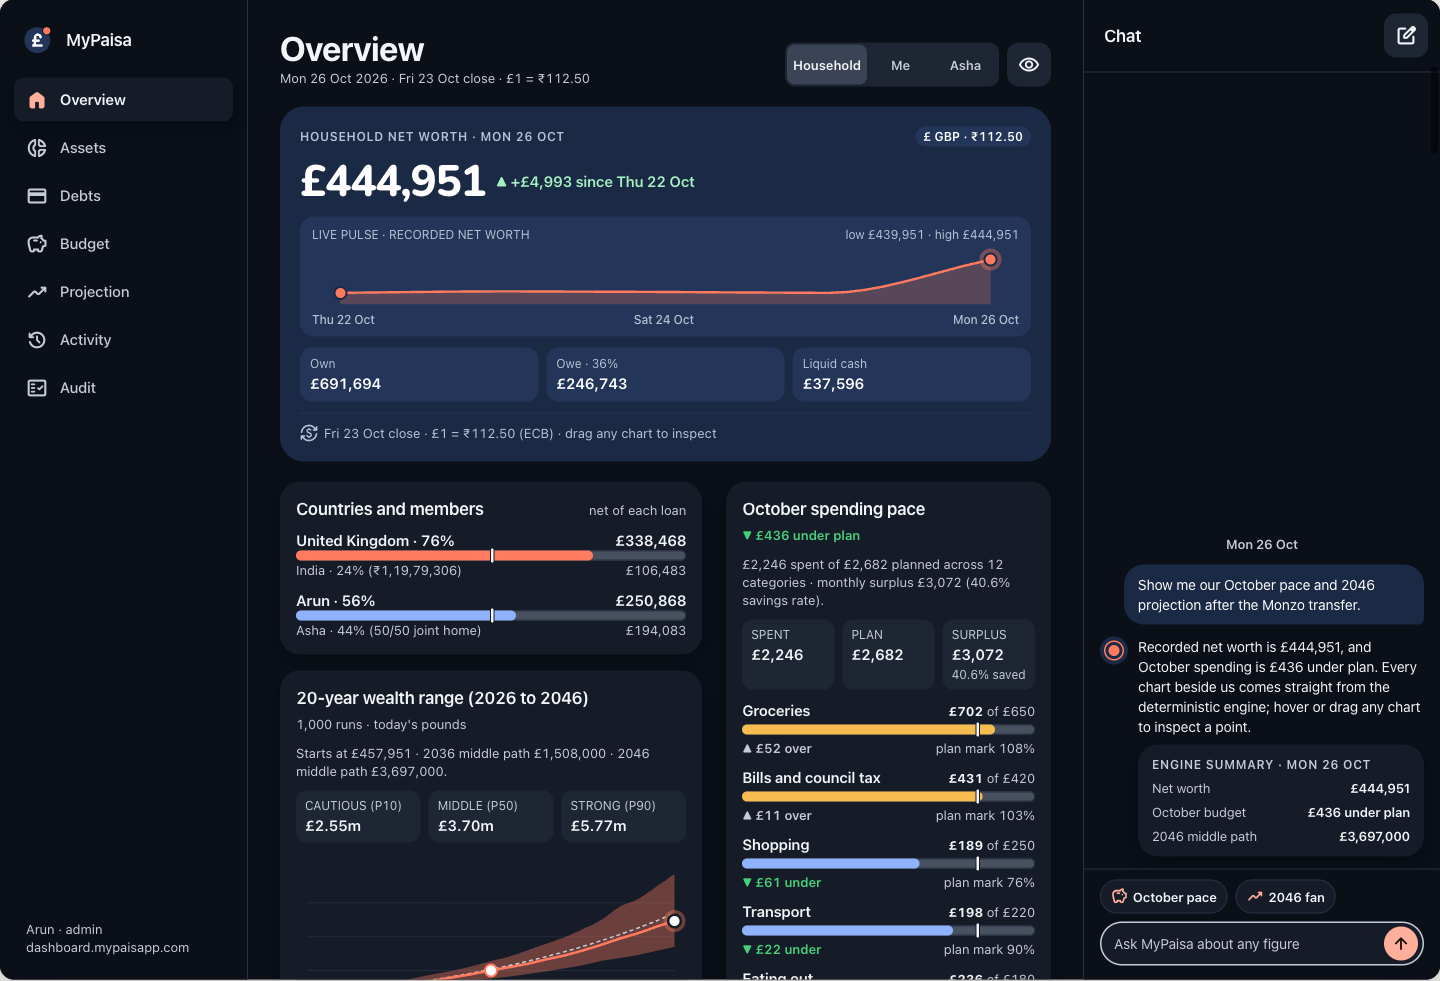 £ MyPaisa
Overview
Assets
Debts
Budget
Projection
Activity
Audit
Arun · admin
dashboard.mypaisaapp.com
Overview
Mon 26 Oct 2026 · Fri 23 Oct close · £1 = ₹112.50
Household Me Asha
HOUSEHOLD NET WORTH · MON 26 OCT
£ GBP · ₹112.50
£444,951 ▲ +£4,993 since Thu 22 Oct
LIVE PULSE · RECORDED NET WORTH
low £439,951 · high £444,951
Thu 22 Oct Sat 24 Oct Mon 26 Oct
Own
£691,694
Owe · 36%
£246,743
Liquid cash
£37,596
Fri 23 Oct close · £1 = ₹112.50 (ECB) · drag any chart to inspect
Countries and members
net of each loan
United Kingdom · 76% £338,468
India · 24% (₹1,19,79,306) £106,483
Arun · 56% £250,868
Asha · 44% (50/50 joint home) £194,083
20-year wealth range (2026 to 2046)
1,000 runs · today's pounds
Starts at £457,951 · 2036 middle path £1,508,000 · 2046
middle path £3,697,000.
CAUTIOUS (P10)
£2.55m
MIDDLE (P50)
£3.70m
STRONG (P90)
£5.77m
October spending pace
▼ £436 under plan
£2,246 spent of £2,682 planned across 12
categories · monthly surplus £3,072 (40.6%
savings rate).
SPENT
£2,246
PLAN
£2,682
SURPLUS
£3,072
40.6% saved
Groceries £702 of £650
▲ £52 over plan mark 108%
Bills and council tax £431 of £420
▲ £11 over plan mark 103%
Shopping £189 of £250
▼ £61 under plan mark 76%
Transport £198 of £220
▼ £22 under plan mark 90%
Eating out £236 of £180
Chat
Mon 26 Oct
Show me our October pace and 2046
projection after the Monzo transfer.
Recorded net worth is £444,951, and
October spending is £436 under plan. Every
chart beside us comes straight from the
deterministic engine; hover or drag any chart
to inspect a point.
ENGINE SUMMARY · MON 26 OCT
Net worth £444,951
October budget £436 under plan
2046 middle path £3,697,000
October pace
2046 fan
Ask MyPaisa about any figure